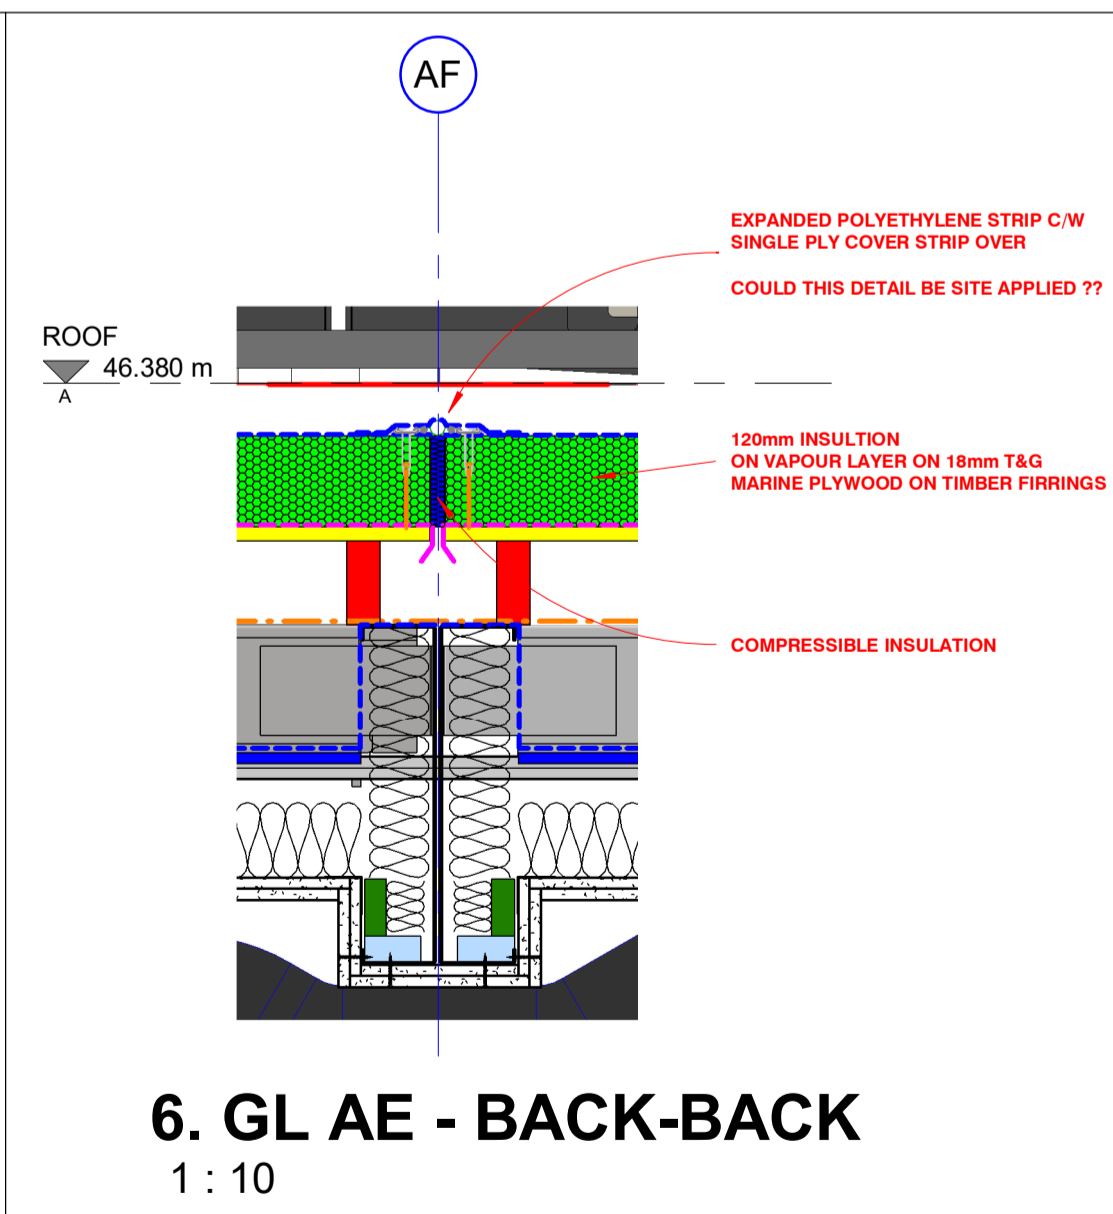 AF
EXPANDED POLYETHYLENE STRIP C/W
SINGLE PLY COVER STRIP OVER
COULD THIS DETAIL BE SITE APPLIED ??
ROOF
46.380 m
A
120mm INSULTION
ON VAPOUR LAYER ON 18mm T&G
MARINE PLYWOOD ON TIMBER FIRRINGS
COMPRESSIBLE INSULATION
6. GL AE - BACK-BACK
1 : 10